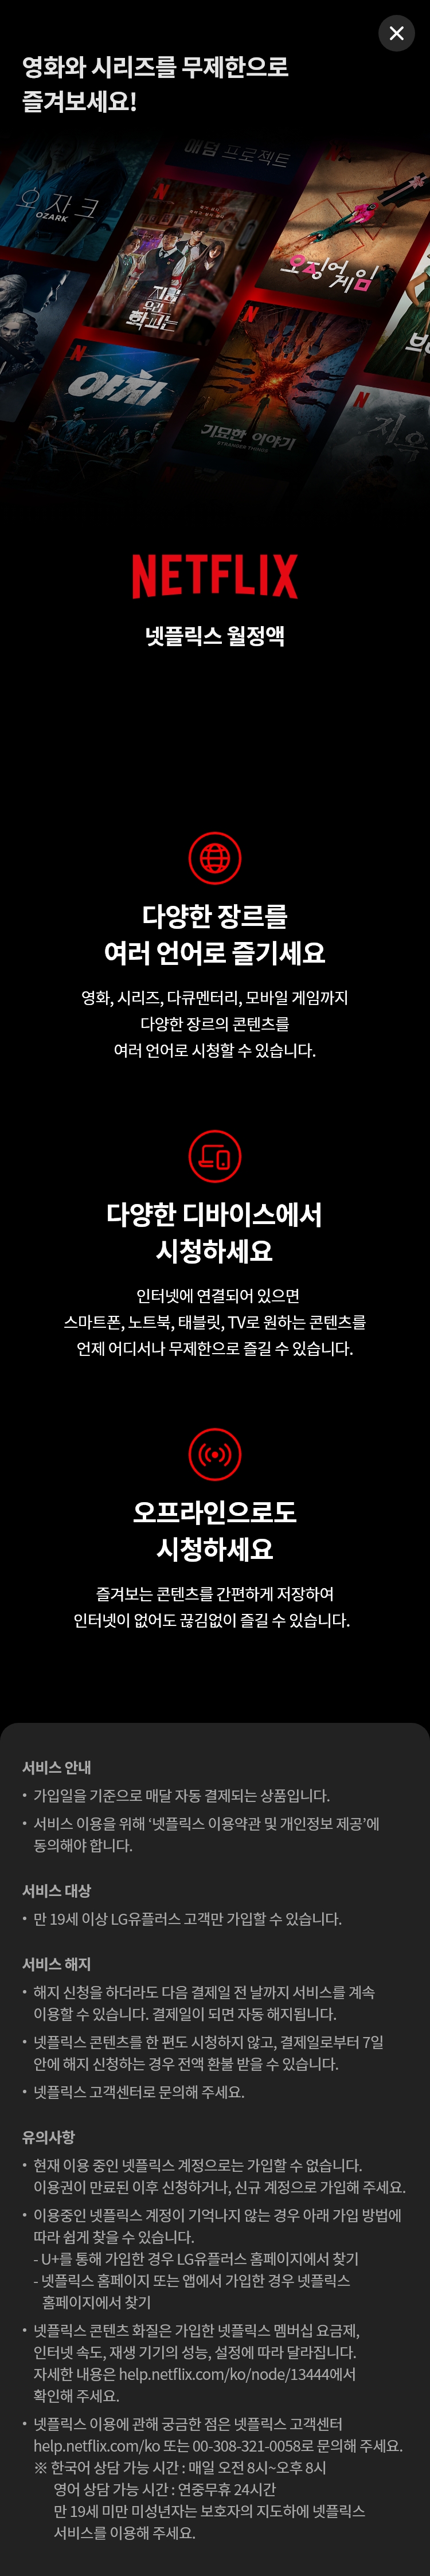 영화와 시리즈를 무제한으로
즐겨보세요!
애덤 프로젝트
오자크
OZARK
지금
우리
학교는
오징어게임
브
야차
기묘한 이야기
STRANGER THINGS
지옥
NETFLIX
넷플릭스 월정액
다양한 장르를
여러 언어로 즐기세요
영화, 시리즈, 다큐멘터리, 모바일 게임까지
다양한 장르의 콘텐츠를
여러 언어로 시청할 수 있습니다.
다양한 디바이스에서
시청하세요
인터넷에 연결되어 있으면
스마트폰, 노트북, 태블릿, TV로 원하는 콘텐츠를
언제 어디서나 무제한으로 즐길 수 있습니다.
오프라인으로도
시청하세요
즐겨보는 콘텐츠를 간편하게 저장하여
인터넷이 없어도 끊김없이 즐길 수 있습니다.
서비스 안내
• 가입일을 기준으로 매달 자동 결제되는 상품입니다.
• 서비스 이용을 위해 ‘넷플릭스 이용약관 및 개인정보 제공’에
동의해야 합니다.
서비스 대상
• 만 19세 이상 LG유플러스 고객만 가입할 수 있습니다.
서비스 해지
• 해지 신청을 하더라도 다음 결제일 전 날까지 서비스를 계속
이용할 수 있습니다. 결제일이 되면 자동 해지됩니다.
• 넷플릭스 콘텐츠를 한 편도 시청하지 않고, 결제일로부터 7일
안에 해지 신청하는 경우 전액 환불 받을 수 있습니다.
• 넷플릭스 고객센터로 문의해 주세요.
유의사항
• 현재 이용 중인 넷플릭스 계정으로는 가입할 수 없습니다.
이용권이 만료된 이후 신청하거나, 신규 계정으로 가입해 주세요.
• 이용중인 넷플릭스 계정이 기억나지 않는 경우 아래 가입 방법에
따라 쉽게 찾을 수 있습니다.
- U+를 통해 가입한 경우 LG유플러스 홈페이지에서 찾기
- 넷플릭스 홈페이지 또는 앱에서 가입한 경우 넷플릭스
홈페이지에서 찾기
• 넷플릭스 콘텐츠 화질은 가입한 넷플릭스 멤버십 요금제,
인터넷 속도, 재생 기기의 성능, 설정에 따라 달라집니다.
자세한 내용은 help.netflix.com/ko/node/13444에서
확인해 주세요.
• 넷플릭스 이용에 관해 궁금한 점은 넷플릭스 고객센터
help.netflix.com/ko 또는 00-308-321-0058로 문의해 주세요.
※ 한국어 상담 가능 시간 : 매일 오전 8시~오후 8시
영어 상담 가능 시간 : 연중무휴 24시간
만 19세 미만 미성년자는 보호자의 지도하에 넷플릭스
서비스를 이용해 주세요.